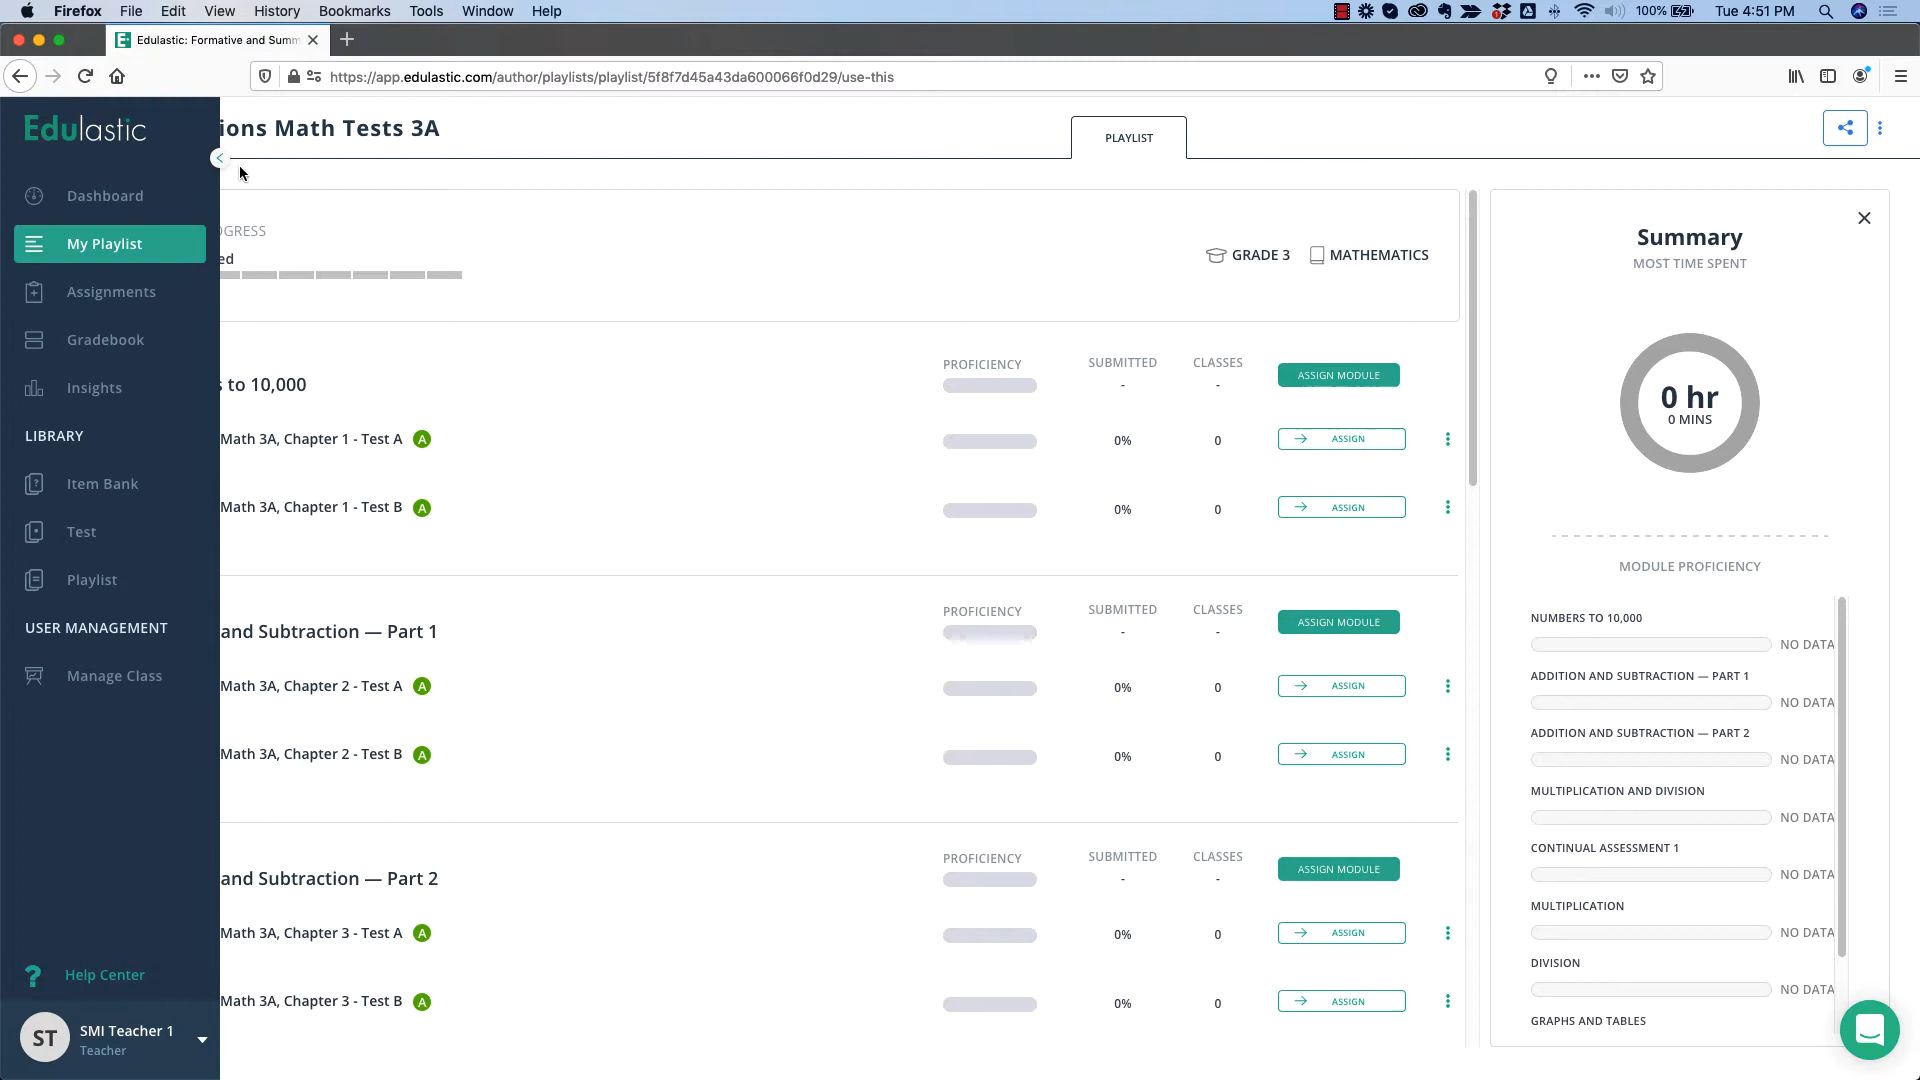 Firefox File Edit View History Bookmarks Tools Window Help
100% Tue 4:51 PM
Edulastic: Formative and Summ
https://app.edulastic.com/author/playlists/playlist/5f8f7d45a43da600066f0d29/use-this
Edulastic
ions Math Tests 3A
PLAYLIST
Dashboard
My Playlist
Assignments
Gradebook
Insights
LIBRARY
Item Bank
Test
Playlist
USER MANAGEMENT
Manage Class
? Help Center
ST
SMI Teacher 1
Teacher
OGRESS
ed
GRADE 3 MATHEMATICS
s to 10,000
PROFICIENCY SUBMITTED CLASSES
- - ASSIGN MODULE
Math 3A, Chapter 1 - Test A A 0% 0 ASSIGN
Math 3A, Chapter 1 - Test B A 0% 0 ASSIGN
and Subtraction — Part 1
PROFICIENCY SUBMITTED CLASSES
- - ASSIGN MODULE
Math 3A, Chapter 2 - Test A A 0% 0 ASSIGN
Math 3A, Chapter 2 - Test B A 0% 0 ASSIGN
and Subtraction — Part 2
PROFICIENCY SUBMITTED CLASSES
- - ASSIGN MODULE
Math 3A, Chapter 3 - Test A A 0% 0 ASSIGN
Math 3A, Chapter 3 - Test B A 0% 0 ASSIGN
Summary
MOST TIME SPENT
0 hr
0 MINS
MODULE PROFICIENCY
NUMBERS TO 10,000
NO DATA
ADDITION AND SUBTRACTION — PART 1
NO DATA
ADDITION AND SUBTRACTION — PART 2
NO DATA
MULTIPLICATION AND DIVISION
NO DATA
CONTINUAL ASSESSMENT 1
NO DATA
MULTIPLICATION
NO DATA
DIVISION
NO DATA
GRAPHS AND TABLES